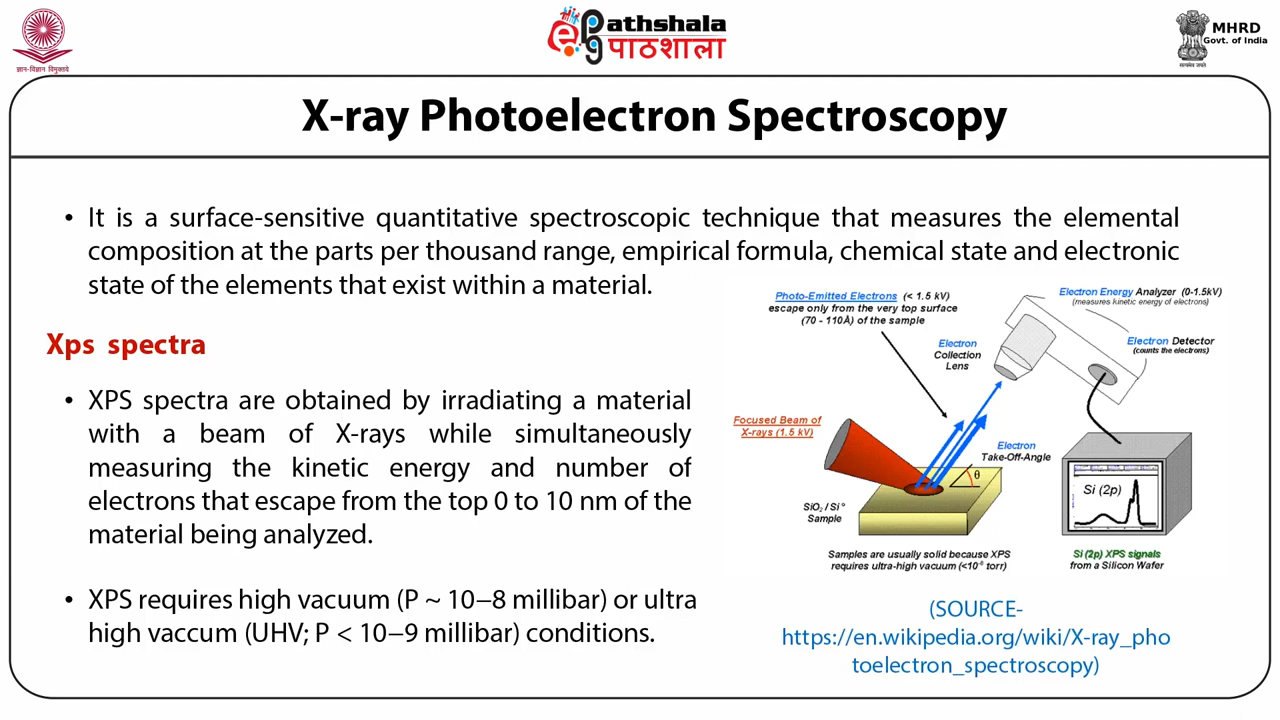 ज्ञान-विज्ञान विमुक्तये
ePG Pathshala
पाठशाला
MHRD
Govt. of India
सत्यमेव जयते
X-ray Photoelectron Spectroscopy
• It is a surface-sensitive quantitative spectroscopic technique that measures the elemental
composition at the parts per thousand range, empirical formula, chemical state and electronic
state of the elements that exist within a material.
Xps spectra
• XPS spectra are obtained by irradiating a material
with a beam of X-rays while simultaneously
measuring the kinetic energy and number of
electrons that escape from the top 0 to 10 nm of the
material being analyzed.
• XPS requires high vacuum (P ~ 10−8 millibar) or ultra
high vaccum (UHV; P < 10−9 millibar) conditions.
Photo-Emitted Electrons (< 1.5 kV)
escape only from the very top surface
(70 - 110Å) of the sample
Electron Energy Analyzer (0-1.5kV)
(measures kinetic energy of electrons)
Electron
Collection
Lens
Electron Detector
(counts the electrons)
Focused Beam of
X-rays (1.5 kV)
Electron
Take-Off-Angle
θ
SiO₂ / Si°
Sample
Si (2p)
Samples are usually solid because XPS
requires ultra-high vacuum (<10⁻⁸ torr)
Si (2p) XPS signals
from a Silicon Wafer
(SOURCE-
https://en.wikipedia.org/wiki/X-ray_pho
toelectron_spectroscopy)